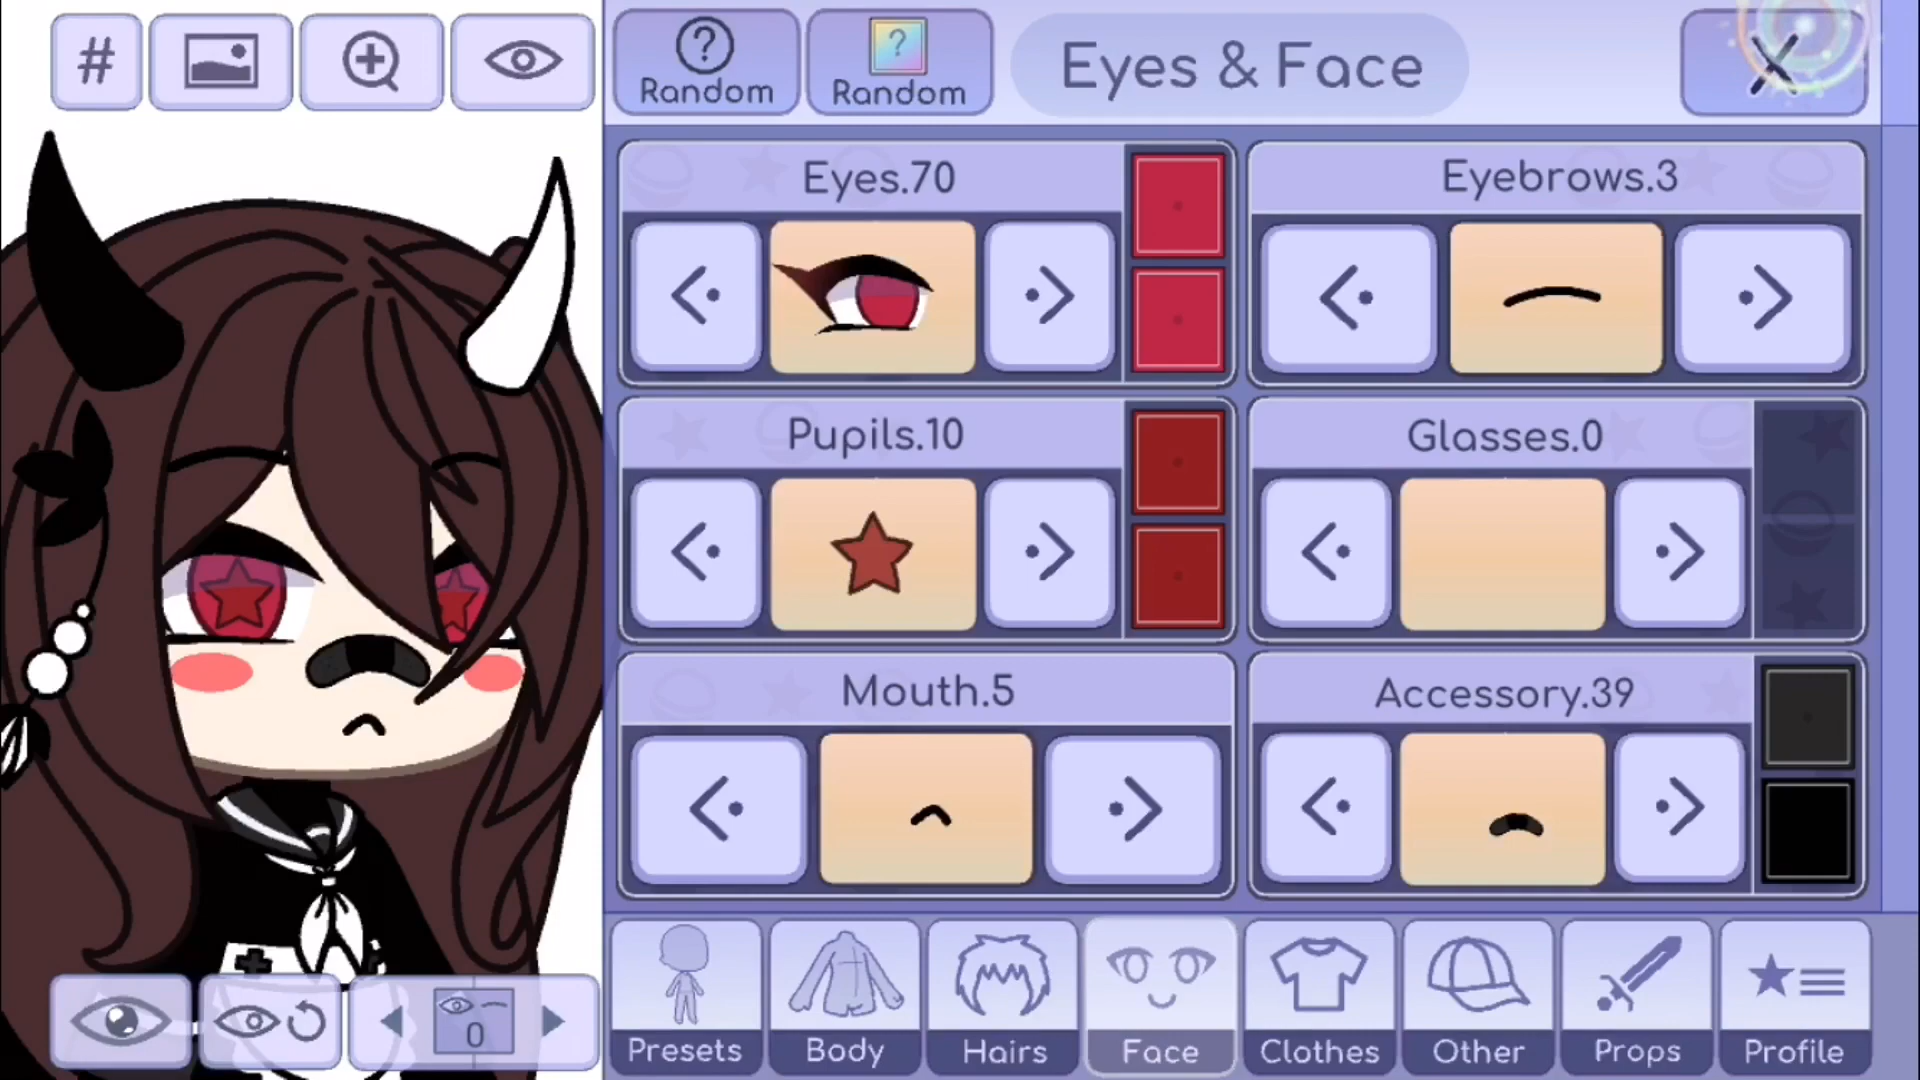 #
? Random
? Random
Eyes & Face
Eyes.70
Eyebrows.3
Pupils.10
Glasses.0
Mouth.5
Accessory.39
0
Presets
Body
Hairs
Face
Clothes
Other
Props
Profile